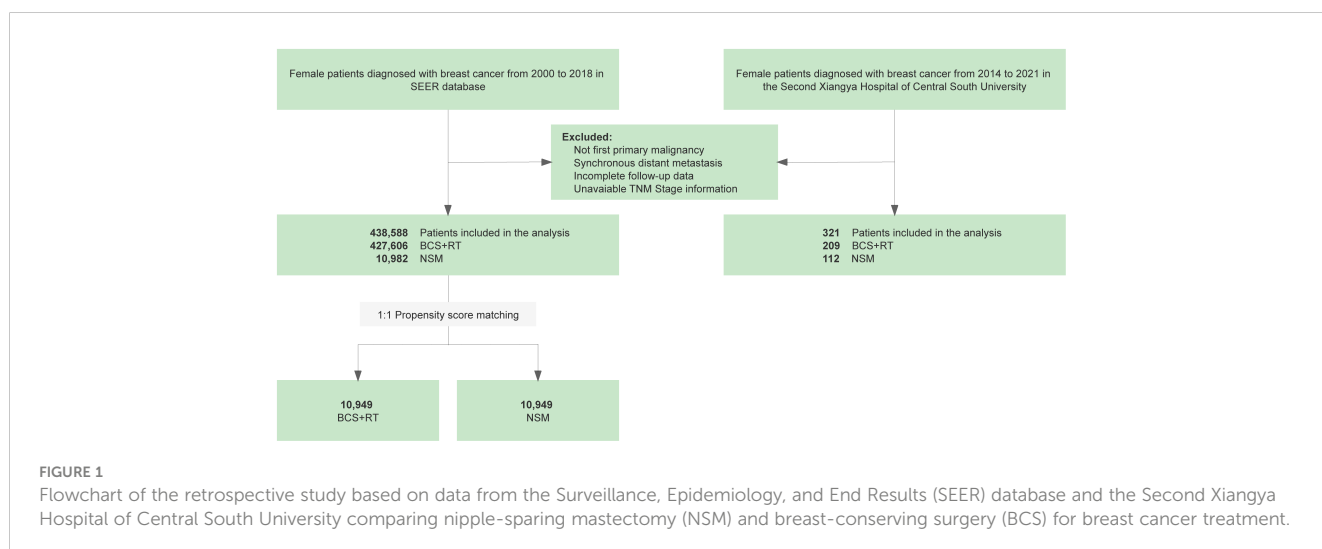 Female patients diagnosed with breast cancer from 2000 to 2018 in
SEER database
Female patients diagnosed with breast cancer from 2014 to 2021 in
the Second Xiangya Hospital of Central South University
Excluded:
Not first primary malignancy
Synchronous distant metastasis
Incomplete follow-up data
Unavaiable TNM Stage information
438,588 Patients included in the analysis
427,606 BCS+RT
10,982 NSM
321 Patients included in the analysis
209 BCS+RT
112 NSM
1:1 Propensity score matching
10,949
BCS+RT
10,949
NSM
FIGURE 1
Flowchart of the retrospective study based on data from the Surveillance, Epidemiology, and End Results (SEER) database and the Second Xiangya
Hospital of Central South University comparing nipple-sparing mastectomy (NSM) and breast-conserving surgery (BCS) for breast cancer treatment.